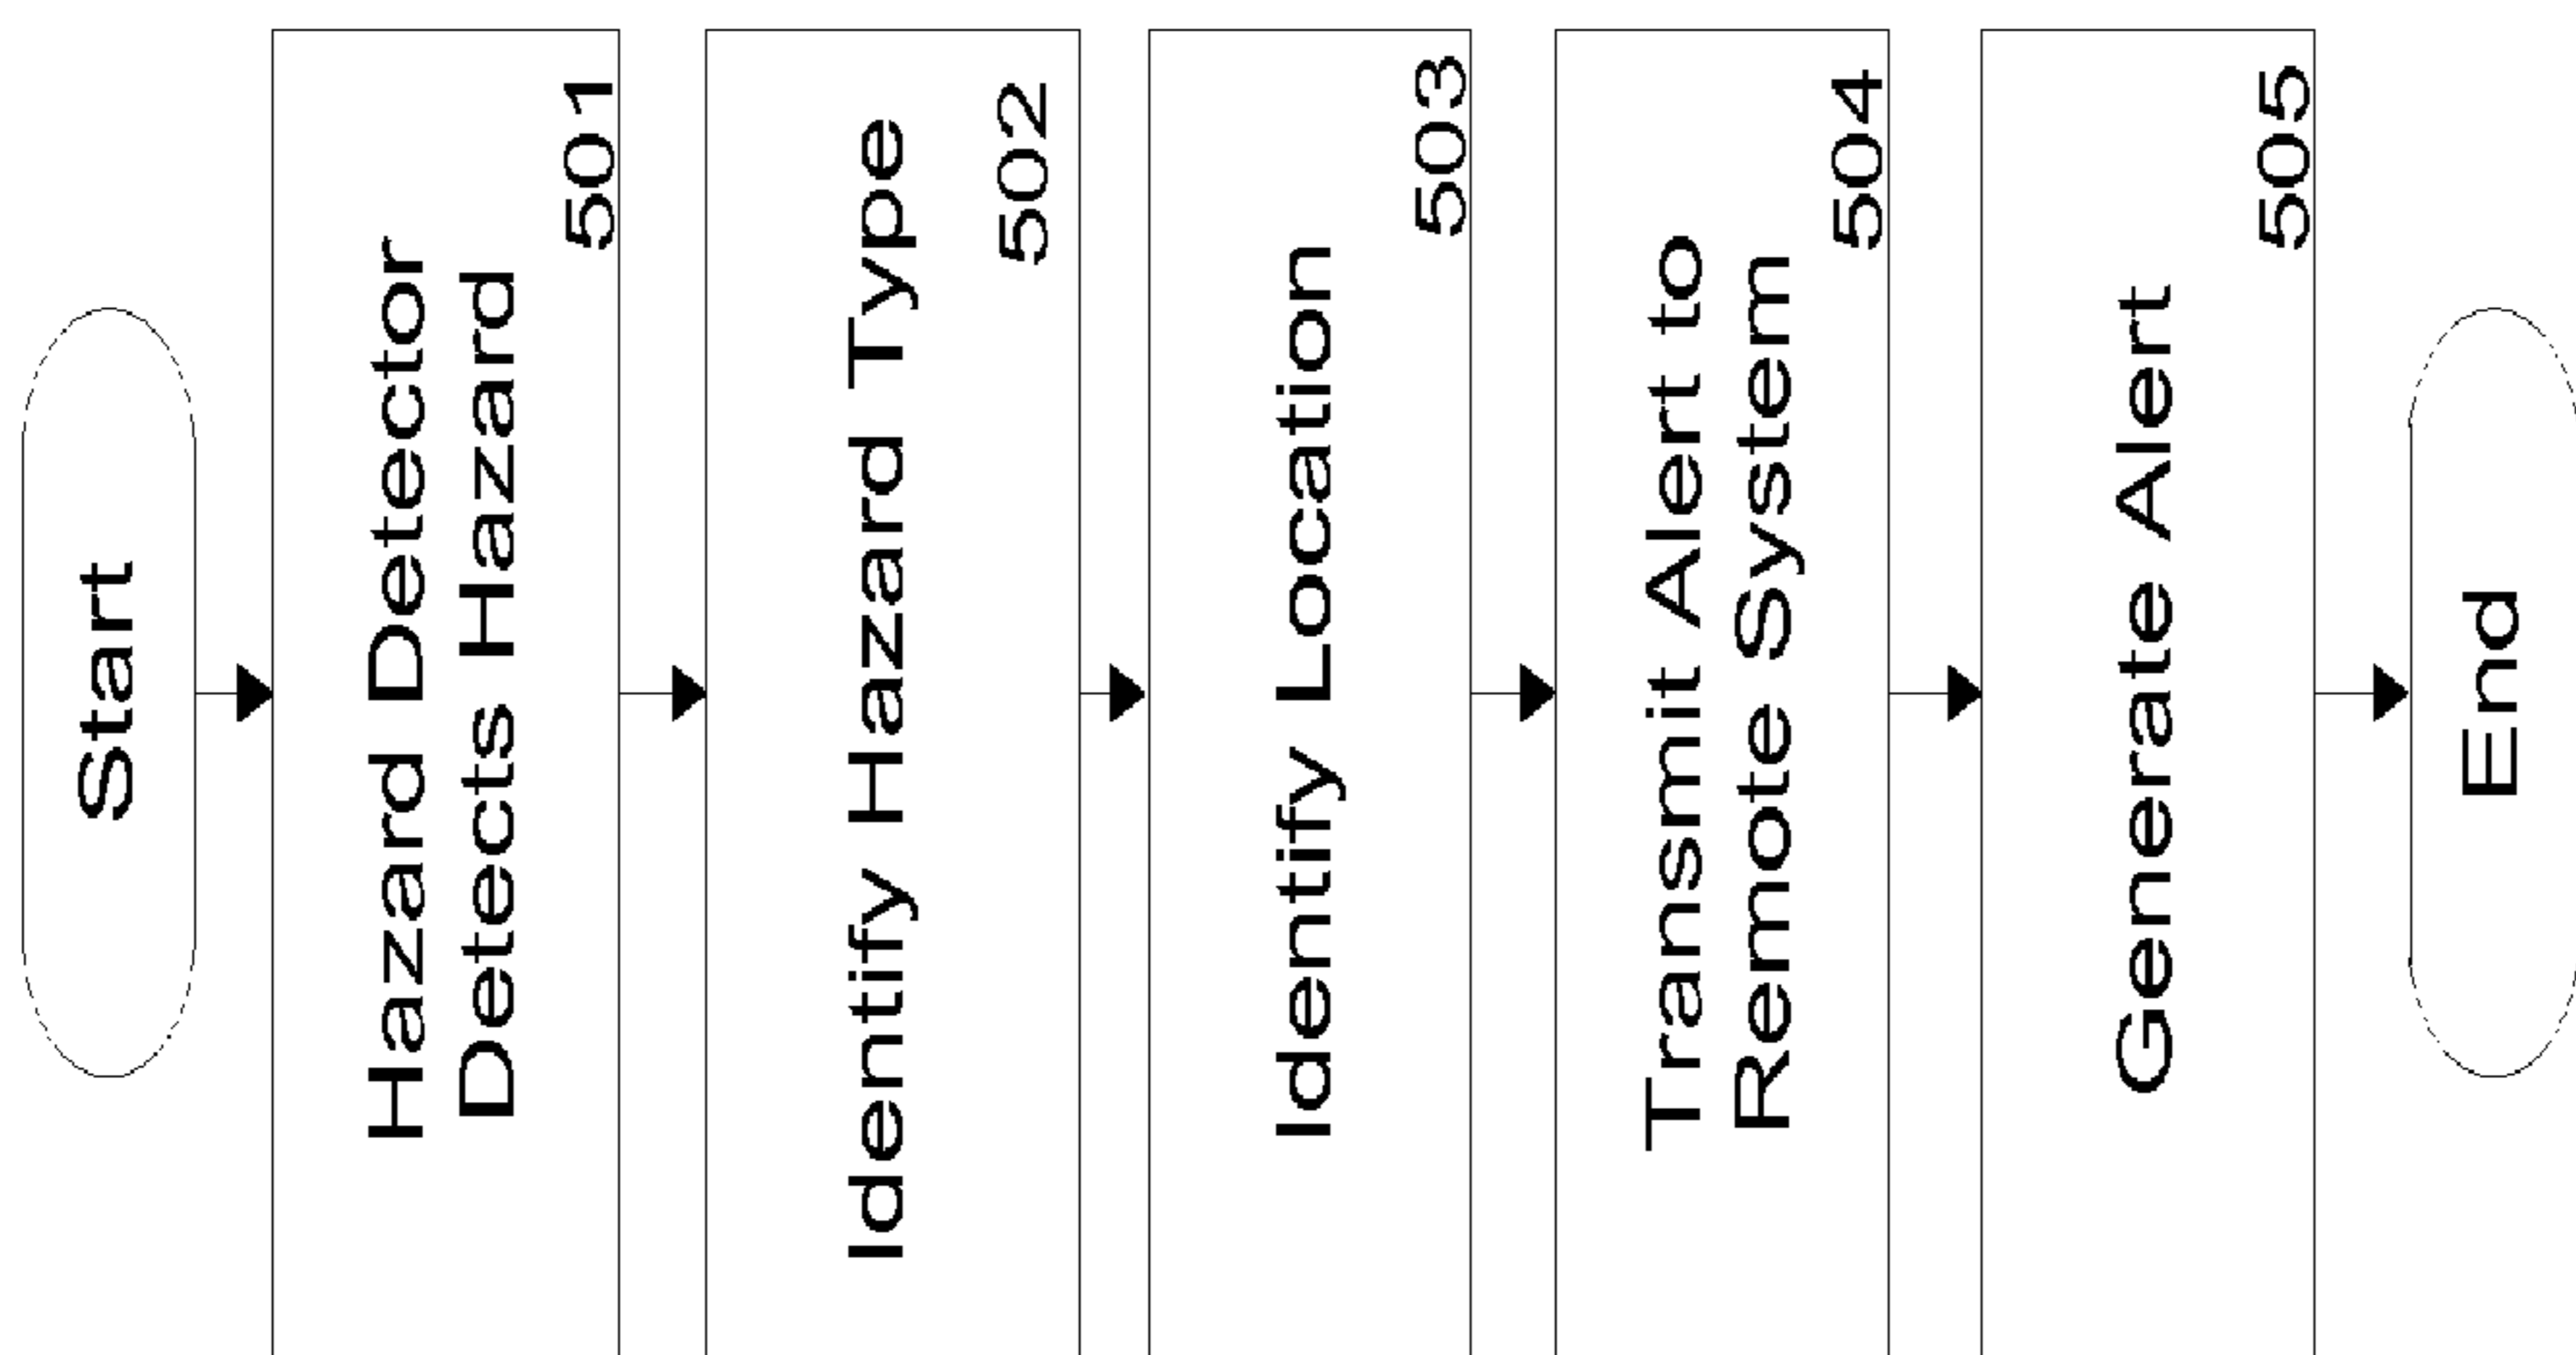 Start
Hazard Detector
Detects Hazard
501
Identify Hazard Type
502
Identify Location
503
Transmit Alert to
Remote System
504
Generate Alert
505
End